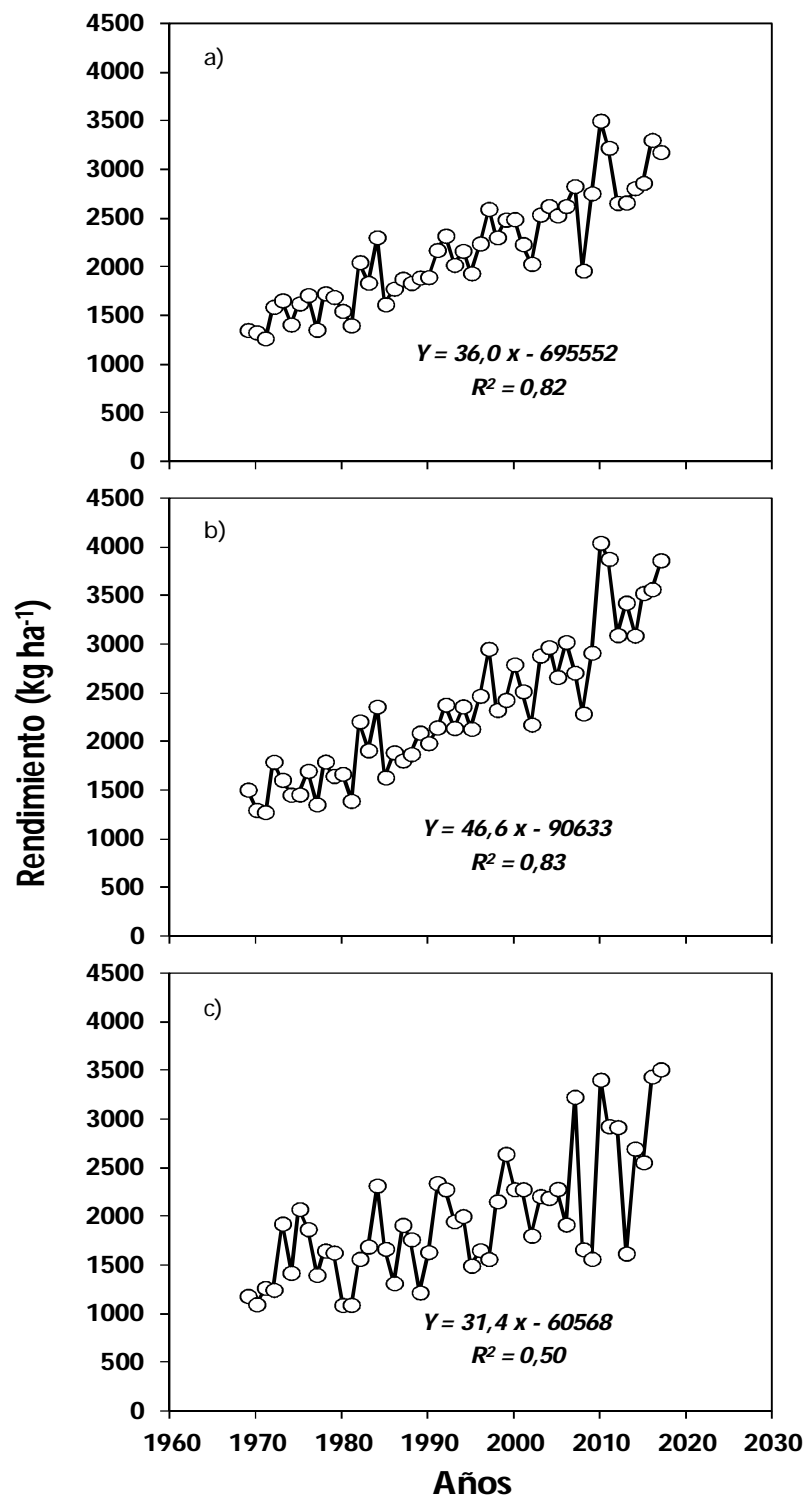 4500
4000
3500
3000
2500
2000
1500
1000
500
0
a)
Y = 36,0 x - 695552
R² = 0,82
4500
4000
3500
3000
2500
2000
1500
1000
500
0
b)
Y = 46,6 x - 90633
R² = 0,83
Rendimiento (kg ha⁻¹)
4500
4000
3500
3000
2500
2000
1500
1000
500
0
c)
Y = 31,4 x - 60568
R² = 0,50
1960 1970 1980 1990 2000 2010 2020 2030
Años